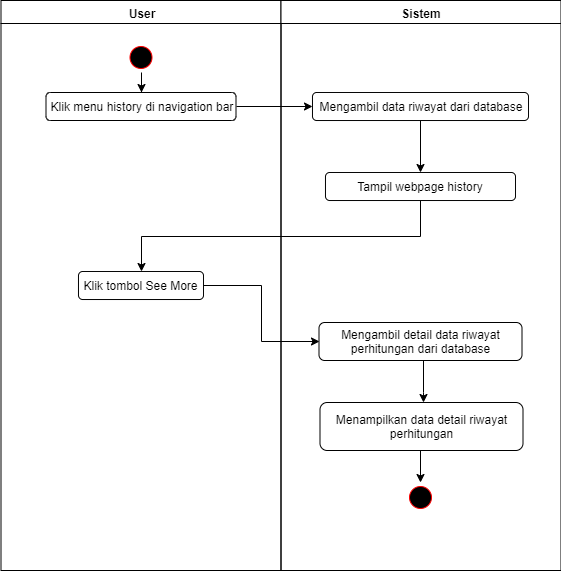 User
Sistem
Klik menu history di navigation bar
Mengambil data riwayat dari database
Tampil webpage history
Klik tombol See More
Mengambil detail data riwayat
perhitungan dari database
Menampilkan data detail riwayat
perhitungan